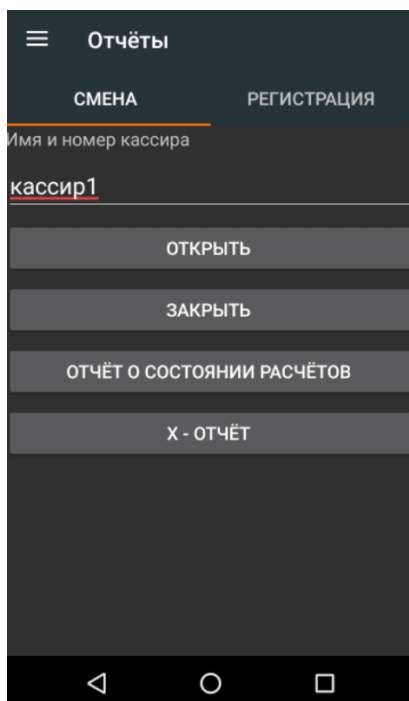 Отчёты
СМЕНА РЕГИСТРАЦИЯ
Имя и номер кассира
кассир1
ОТКРЫТЬ
ЗАКРЫТЬ
ОТЧЁТ О СОСТОЯНИИ РАСЧЁТОВ
X - ОТЧЁТ